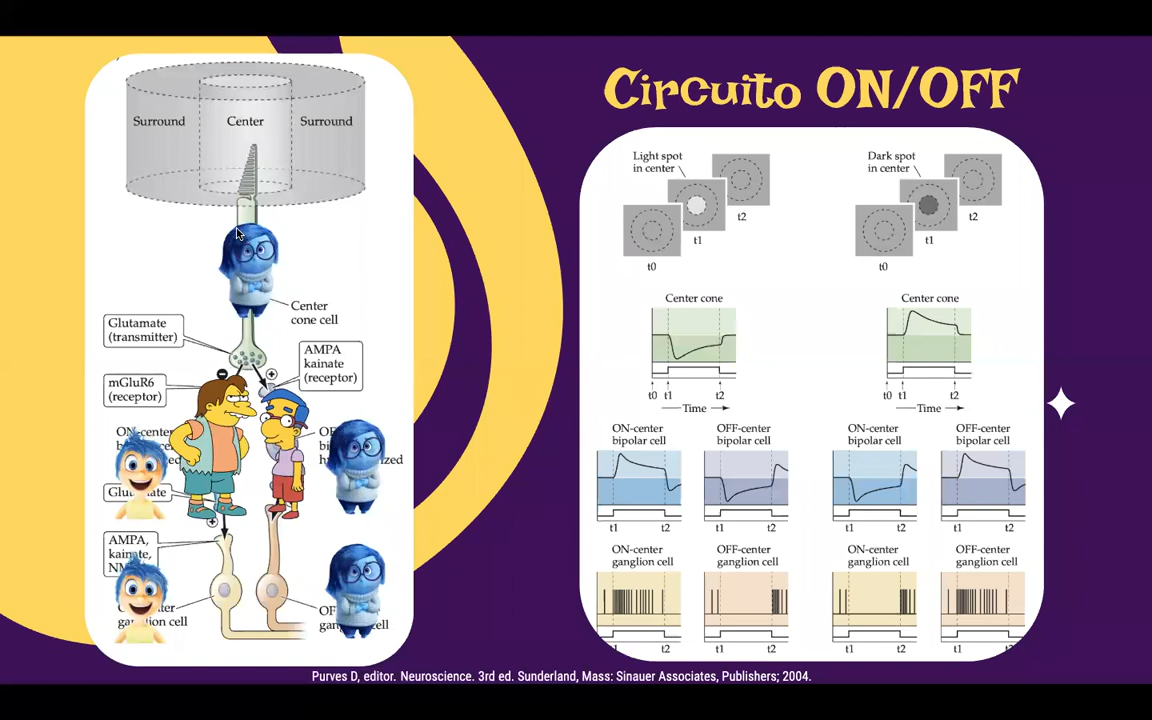 Circuito ON/OFF
Surround
Center
Surround
Center
cone cell
Glutamate
(transmitter)
AMPA
kainate
(receptor)
mGluR6
(receptor)
ON-center
AMPA,
kainate,
ganglion cell
Light spot
in center
t2
t1
t0
Dark spot
in center
t2
t1
t0
Center cone
t0 t1 t2
Time
Center cone
t0 t1 t2
Time
ON-center
bipolar cell
OFF-center
bipolar cell
ON-center
bipolar cell
OFF-center
bipolar cell
t1 t2
t1 t2
t1 t2
t1 t2
ON-center
ganglion cell
OFF-center
ganglion cell
ON-center
ganglion cell
OFF-center
ganglion cell
t2
t1 t2
t1 t2
t1
Purves D, editor. Neuroscience. 3rd ed. Sunderland, Mass: Sinauer Associates, Publishers; 2004.